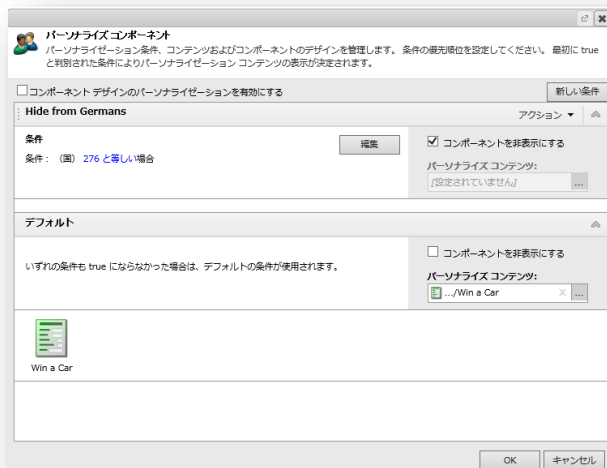 パーソナライズ コンポーネント
パーソナライゼーション条件、コンテンツおよびコンポーネントのデザインを管理します。 条件の優先順位を設定してください。 最初に true
と判別された条件によりパーソナライゼーション コンテンツの表示が決定されます。
コンポーネント デザインのパーソナライゼーションを有効にする
新しい条件
Hide from Germans
アクション
条件
編集
コンポーネントを非表示にする
条件： （国） 276 と等しい場合
パーソナライズ コンテンツ:
[設定されていません]
...
デフォルト
コンポーネントを非表示にする
いずれの条件も true にならなかった場合は、デフォルトの条件が使用されます。
パーソナライズ コンテンツ:
.../Win a Car
...
Win a Car
OK
キャンセル